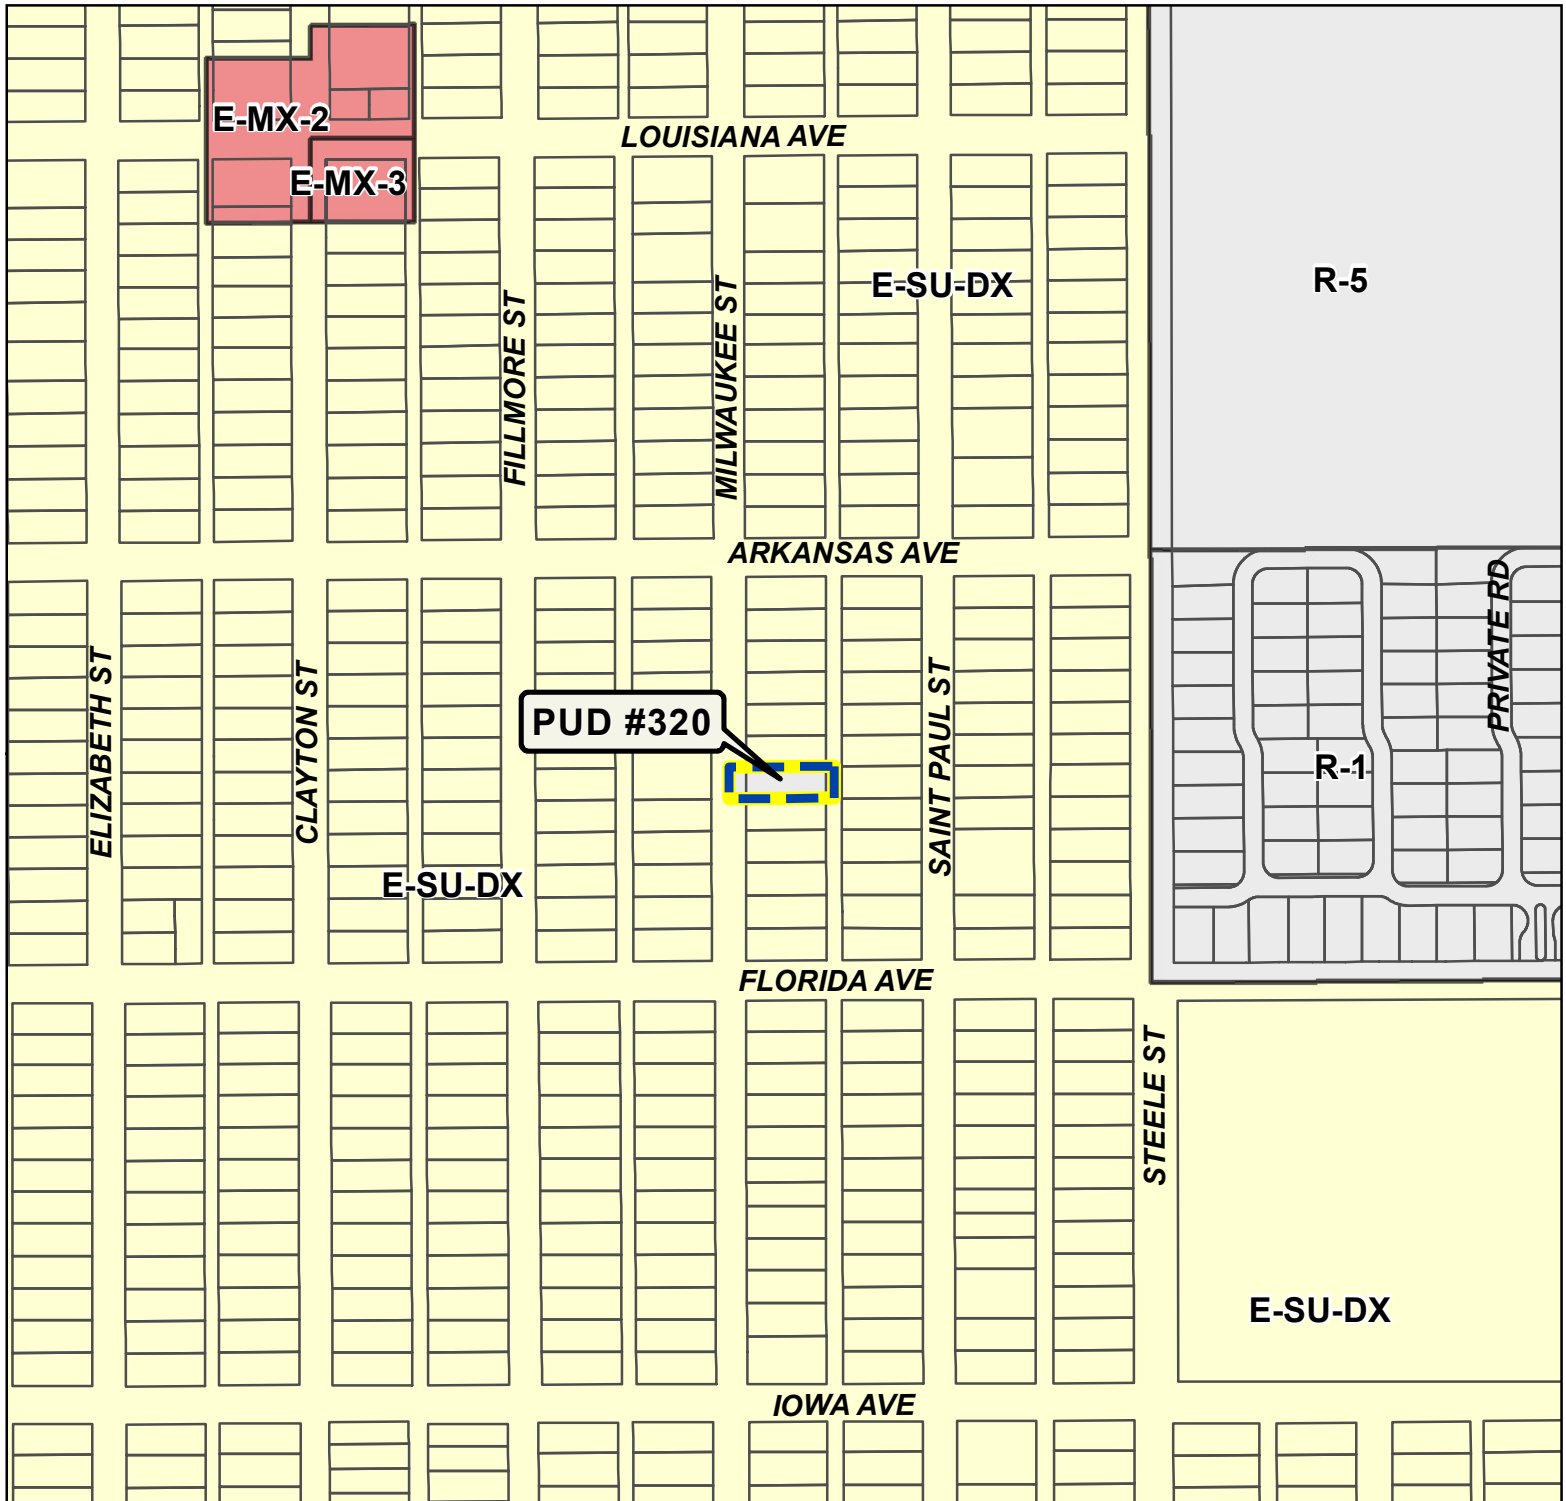 E-MX-2
LOUISIANA AVE
E-MX-3
E-SU-DX
R-5
FILLMORE ST
MILWAUKEE ST
ARKANSAS AVE
PRIVATE RD
ELIZABETH ST
CLAYTON ST
PUD #320
SAINT PAUL ST
R-1
E-SU-DX
FLORIDA AVE
STEELE ST
E-SU-DX
IOWA AVE